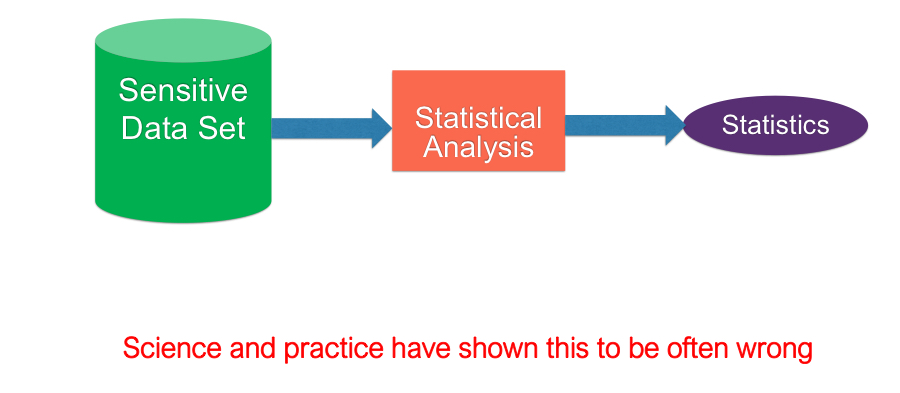 Sensitive
Data Set
Statistical
Analysis
Statistics
Science and practice have shown this to be often wrong